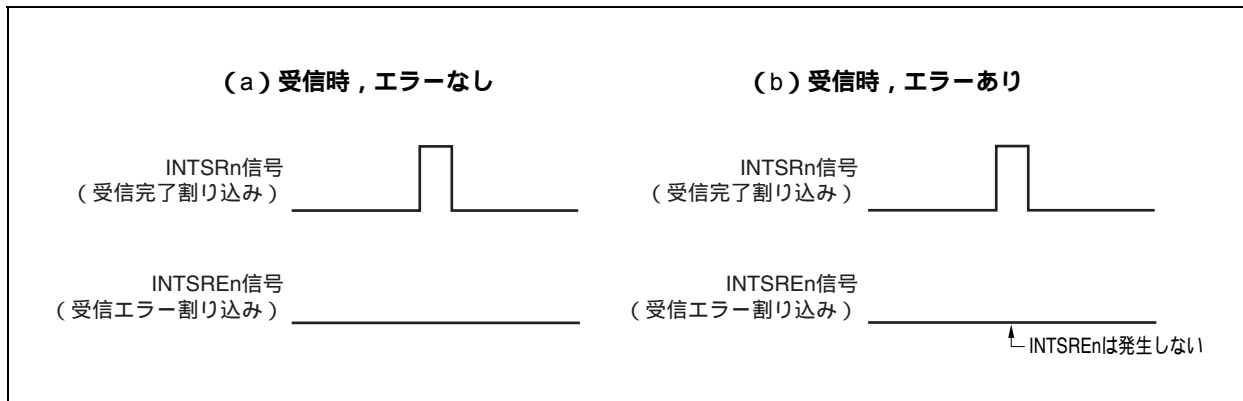 （a）受信時，エラーなし
INTSRn信号
（受信完了割り込み）
INTSREn信号
（受信エラー割り込み）
（b）受信時，エラーあり
INTSRn信号
（受信完了割り込み）
INTSREn信号
（受信エラー割り込み）
INTSREnは発生しない